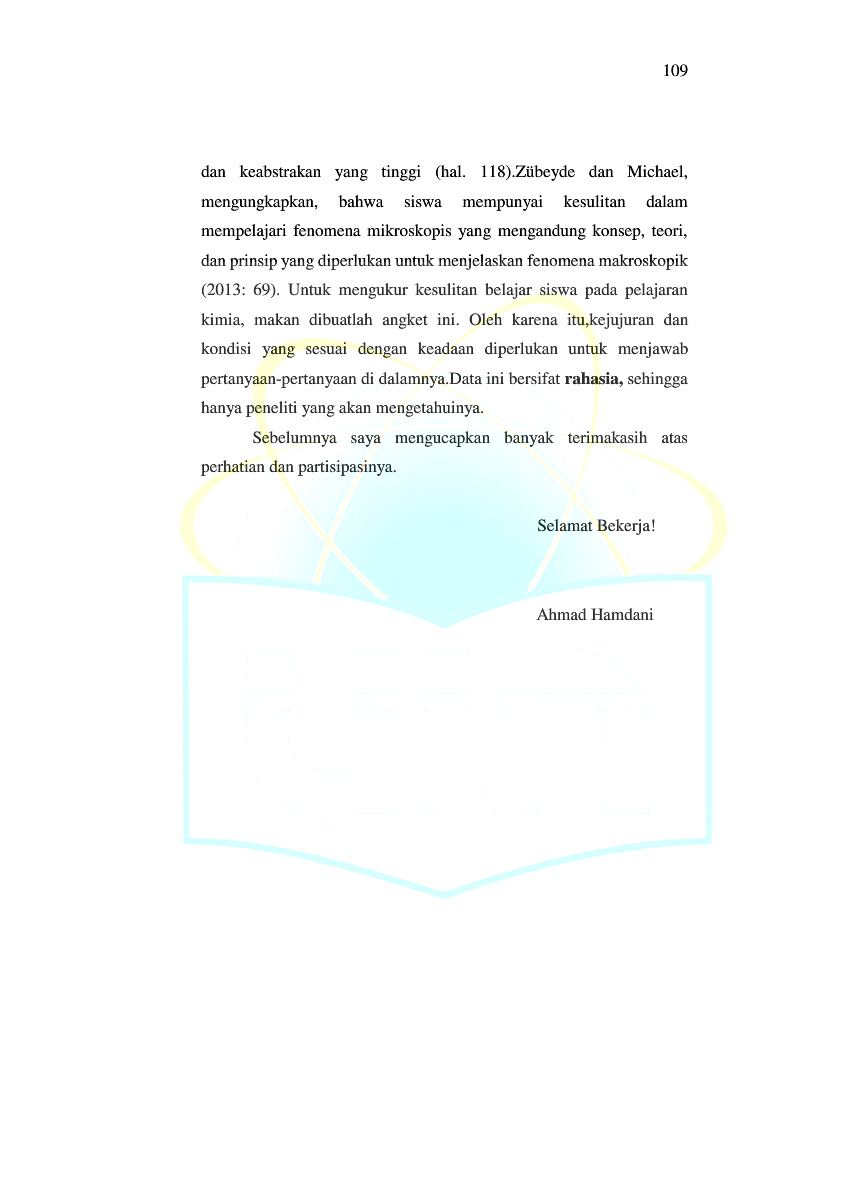 109
dan keabstrakan yang tinggi (hal. 118).Zübeyde dan Michael,
mengungkapkan, bahwa siswa mempunyai kesulitan dalam
mempelajari fenomena mikroskopis yang mengandung konsep, teori,
dan prinsip yang diperlukan untuk menjelaskan fenomena makroskopik
(2013: 69). Untuk mengukur kesulitan belajar siswa pada pelajaran
kimia, makan dibuatlah angket ini. Oleh karena itu,kejujuran dan
kondisi yang sesuai dengan keadaan diperlukan untuk menjawab
pertanyaan-pertanyaan di dalamnya.Data ini bersifat rahasia, sehingga
hanya peneliti yang akan mengetahuinya.
Sebelumnya saya mengucapkan banyak terimakasih atas
perhatian dan partisipasinya.
Selamat Bekerja!
Ahmad Hamdani